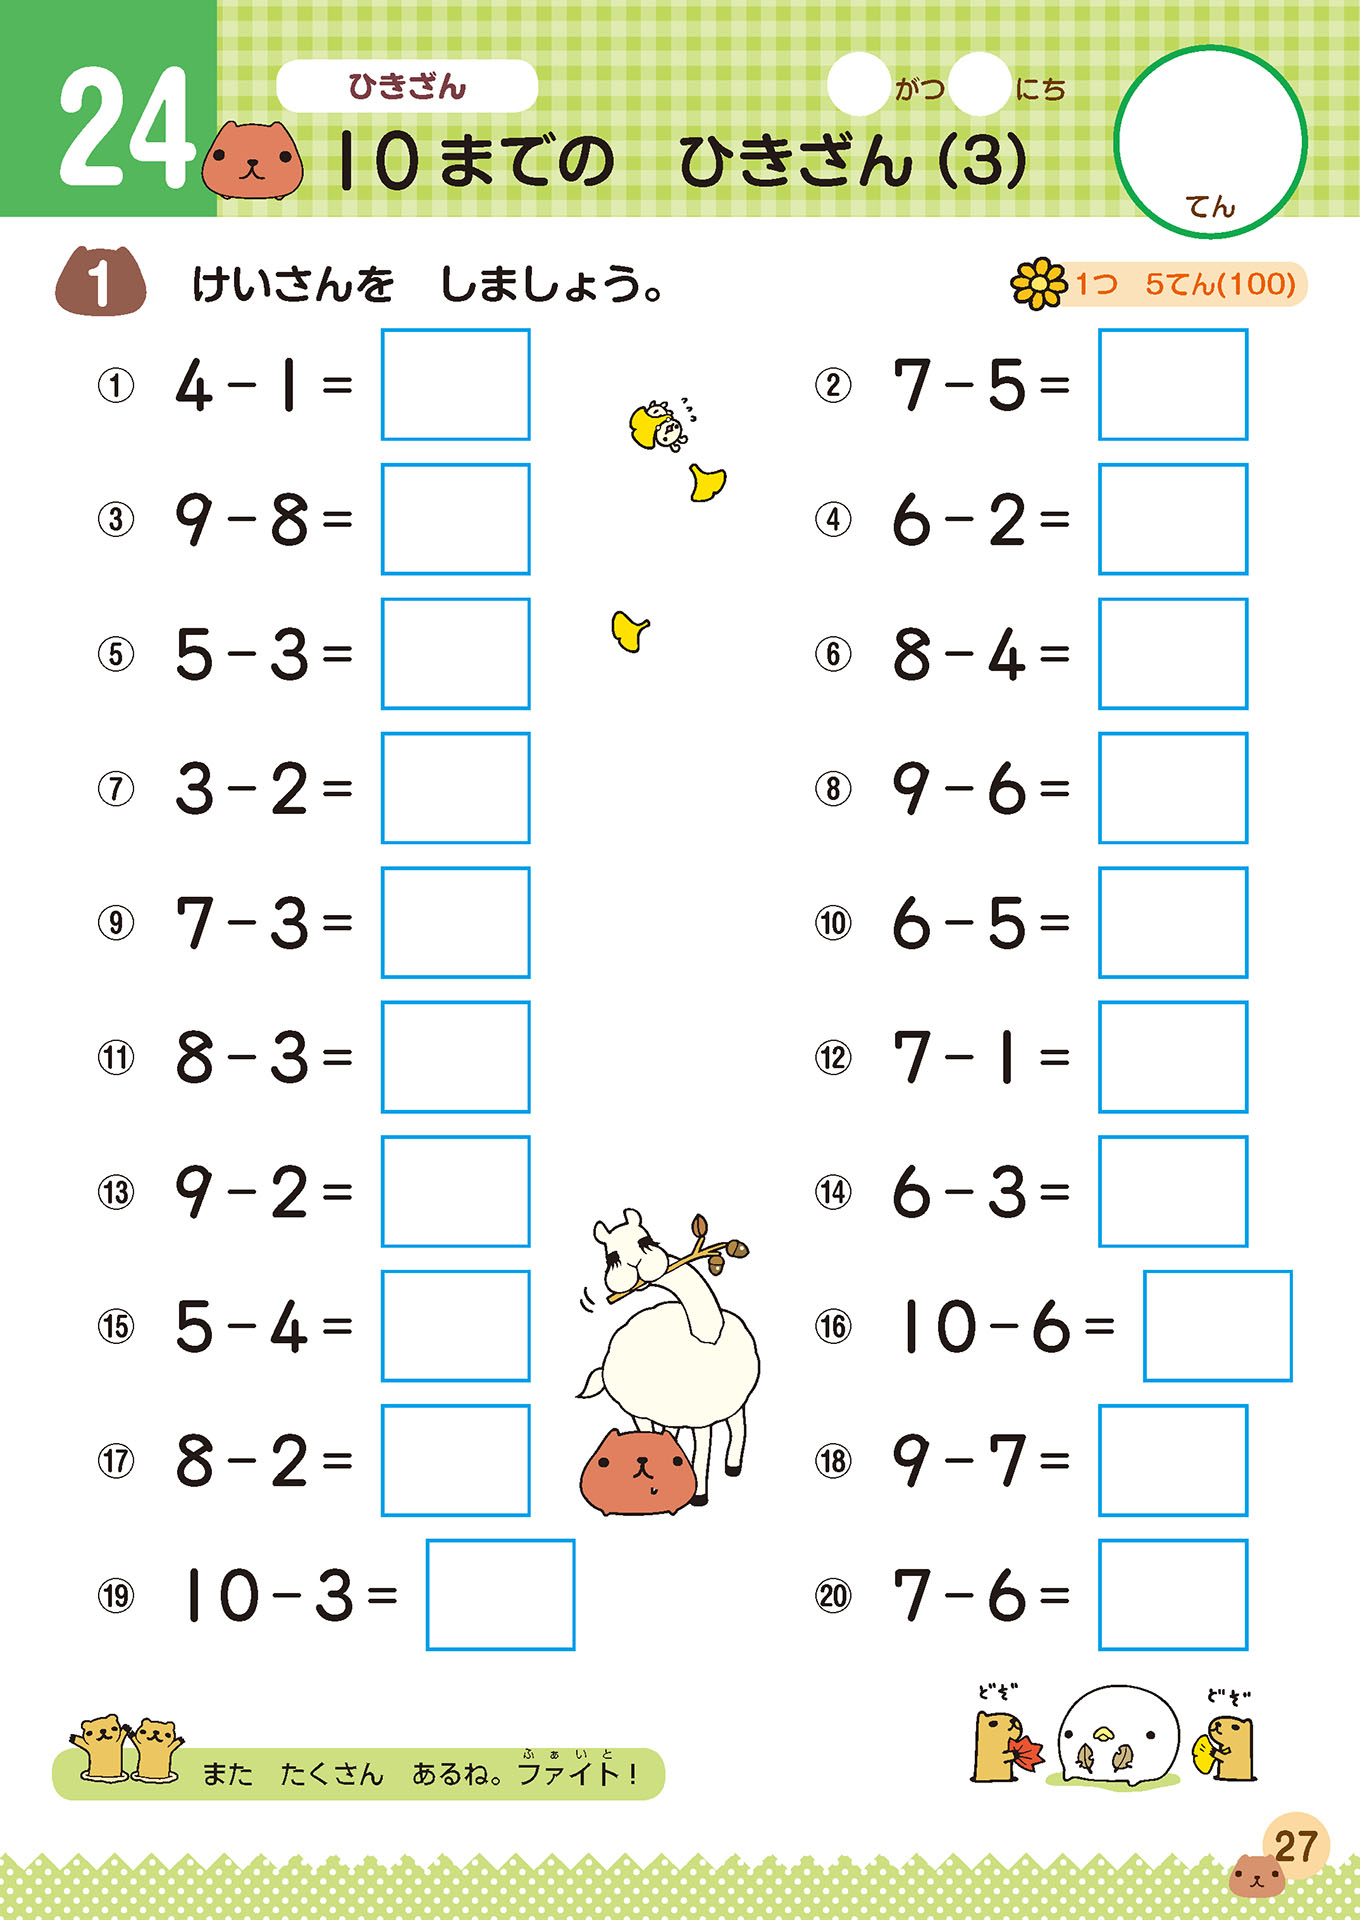 24
ひきざん
がつ にち
10までの ひきざん(3)
てん
1 けいさんを しましょう。
1つ 5てん(100)
① 4-1=
② 7-5=
③ 9-8=
④ 6-2=
⑤ 5-3=
⑥ 8-4=
⑦ 3-2=
⑧ 9-6=
⑨ 7-3=
⑩ 6-5=
⑪ 8-3=
⑫ 7-1=
⑬ 9-2=
⑭ 6-3=
⑮ 5-4=
⑯ 10-6=
⑰ 8-2=
⑱ 9-7=
⑲ 10-3=
⑳ 7-6=
どぞ
どぞ
ふぁいと
また たくさん あるね。ファイト!
27